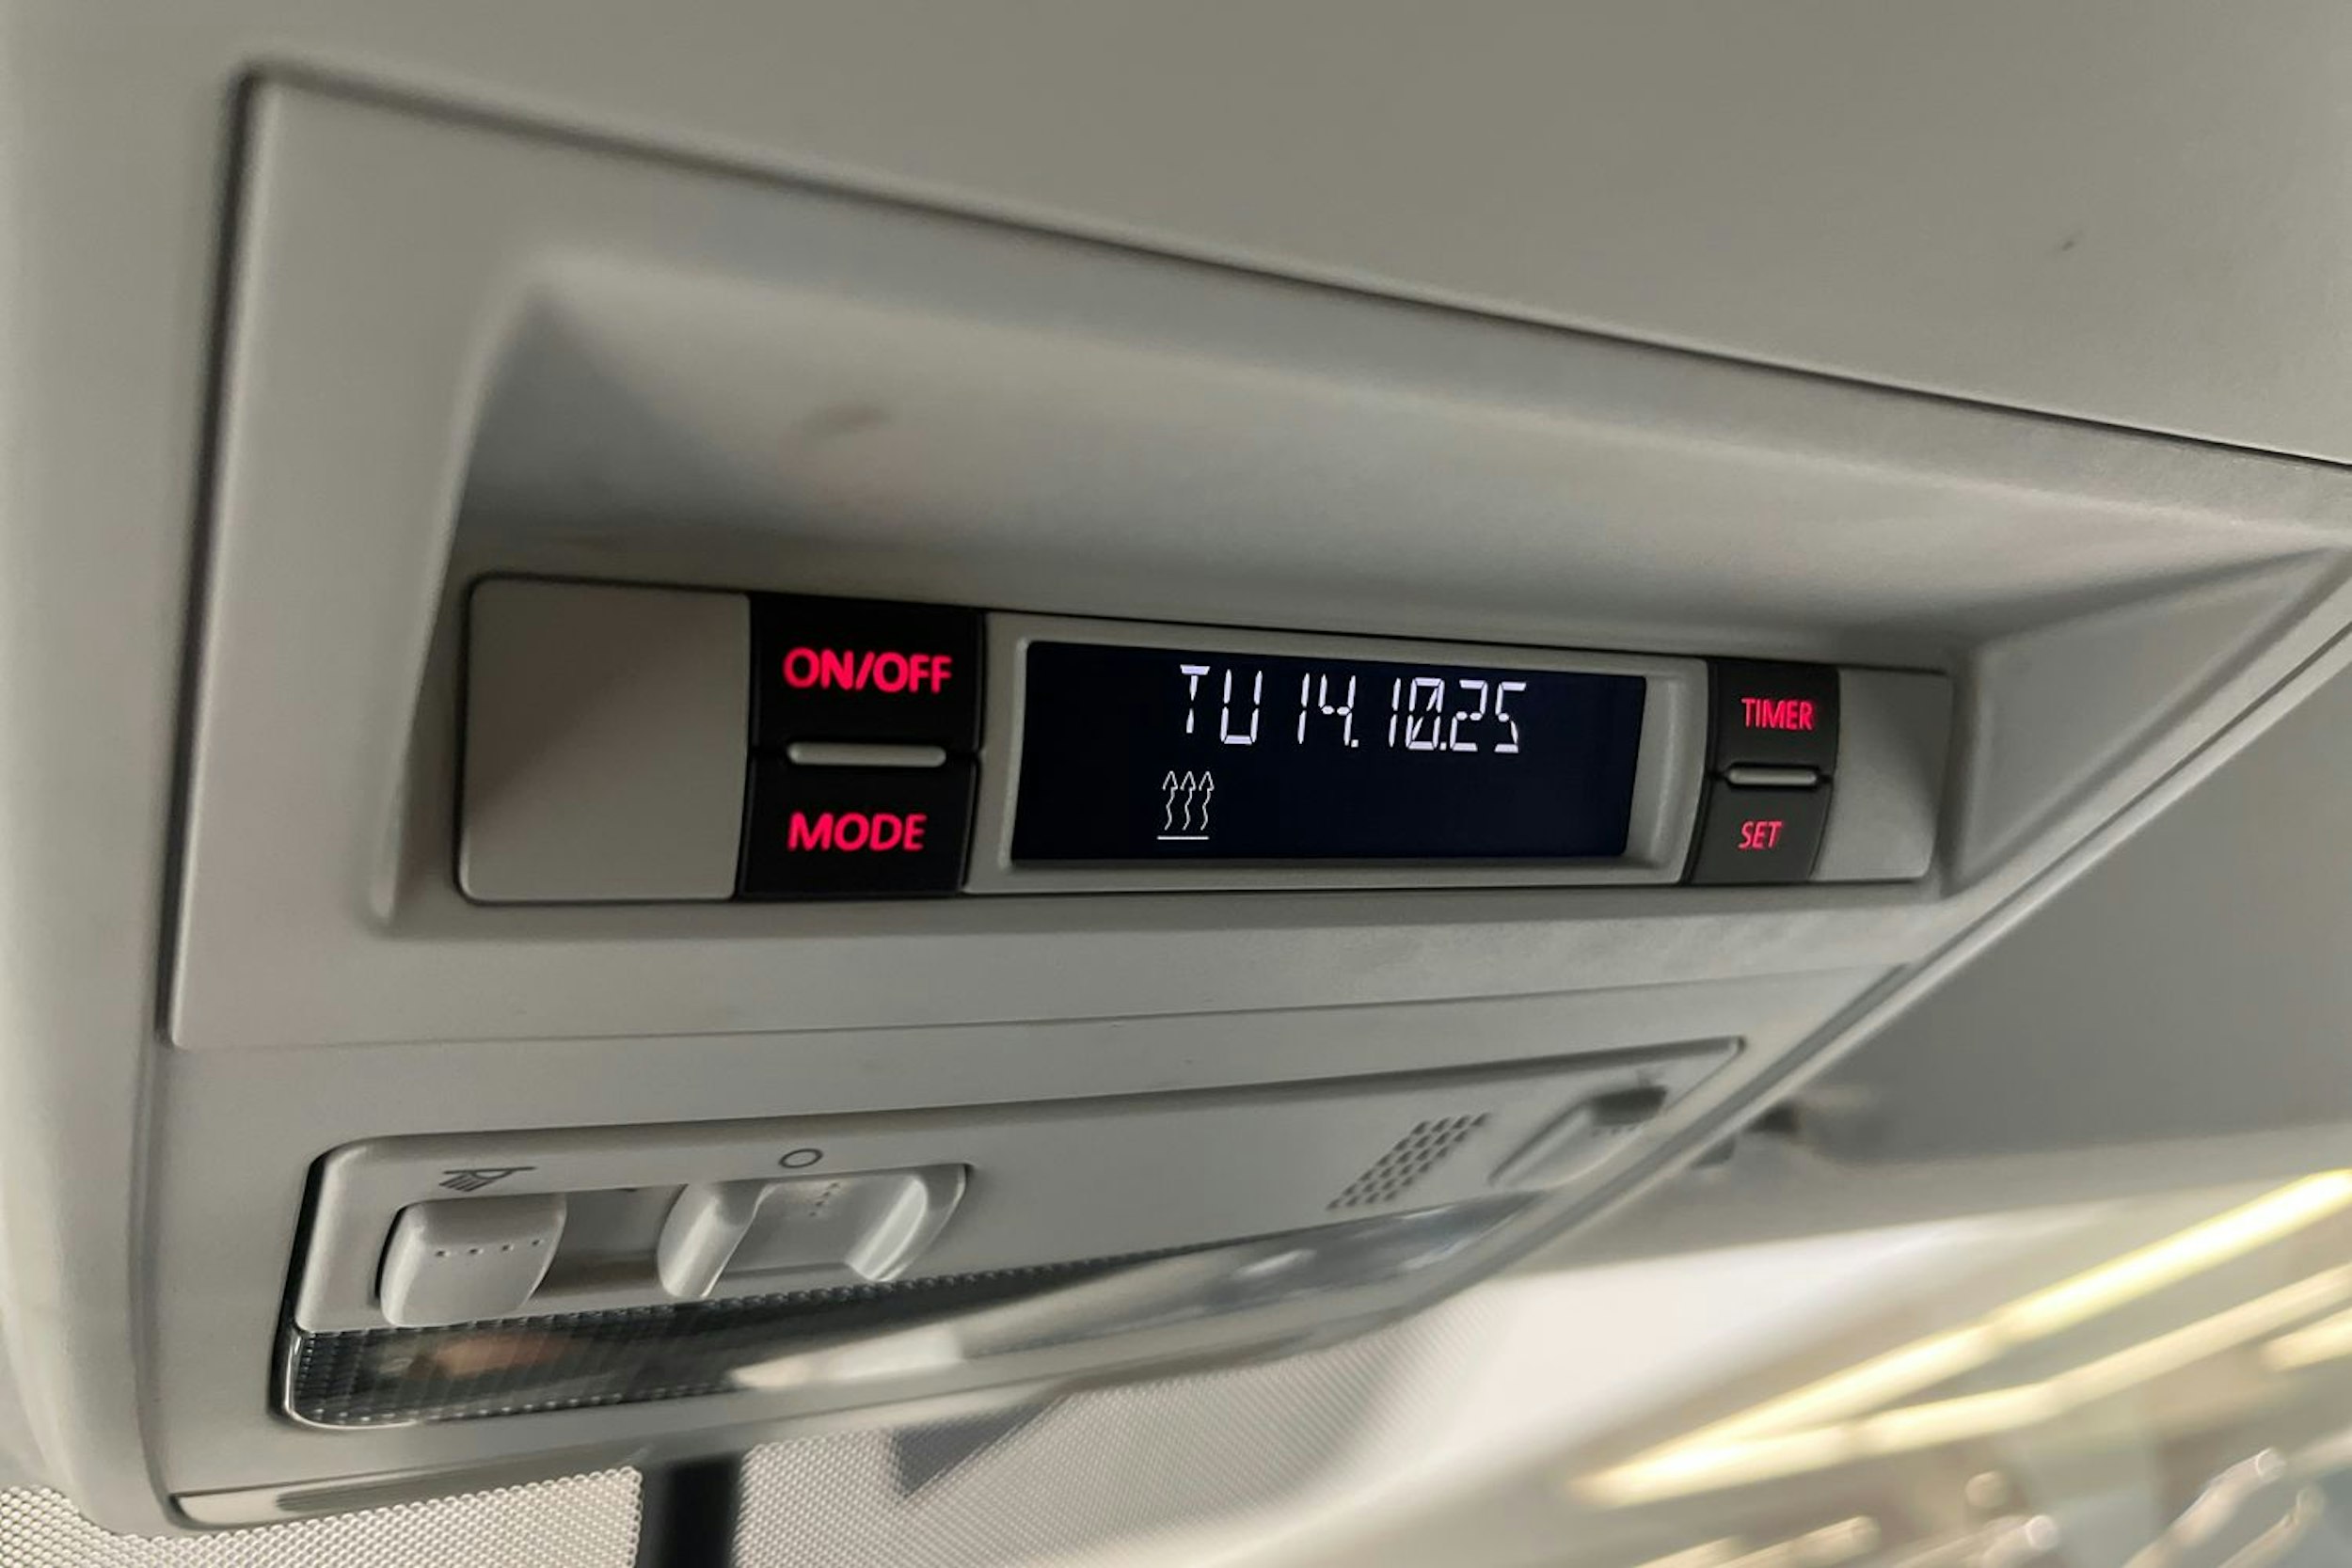 ON/OFF
TU 14.10.25
TIMER
MODE
SET